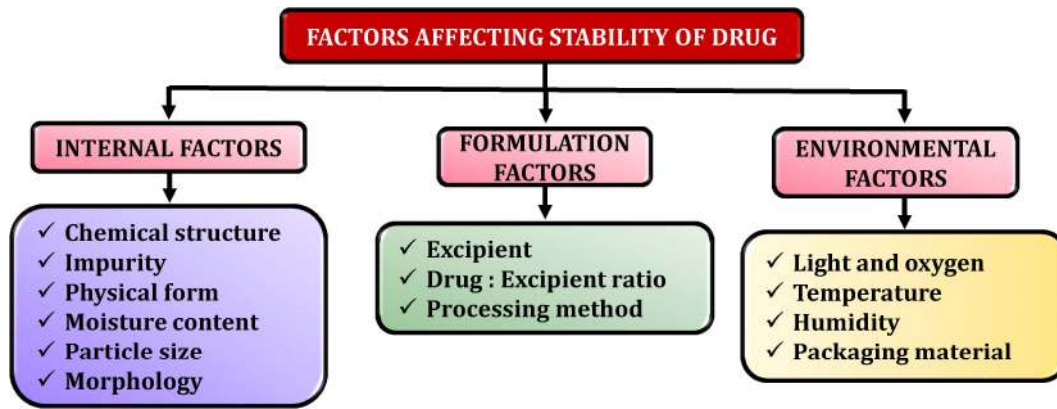 FACTORS AFFECTING STABILITY OF DRUG
INTERNAL FACTORS
✓ Chemical structure
✓ Impurity
✓ Physical form
✓ Moisture content
✓ Particle size
✓ Morphology
FORMULATION
FACTORS
✓ Excipient
✓ Drug : Excipient ratio
✓ Processing method
ENVIRONMENTAL
FACTORS
✓ Light and oxygen
✓ Temperature
✓ Humidity
✓ Packaging material